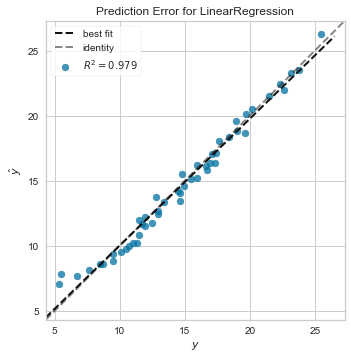 Prediction Error for LinearRegression
best fit
identity
R² = 0.979
25
20
15
10
5
ŷ
5
10
15
20
25
y